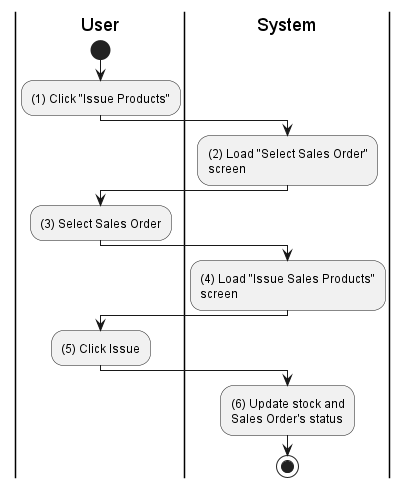 User
System
(1) Click "Issue Products"
(2) Load "Select Sales Order"
screen
(3) Select Sales Order
(4) Load "Issue Sales Products"
screen
(5) Click Issue
(6) Update stock and
Sales Order's status